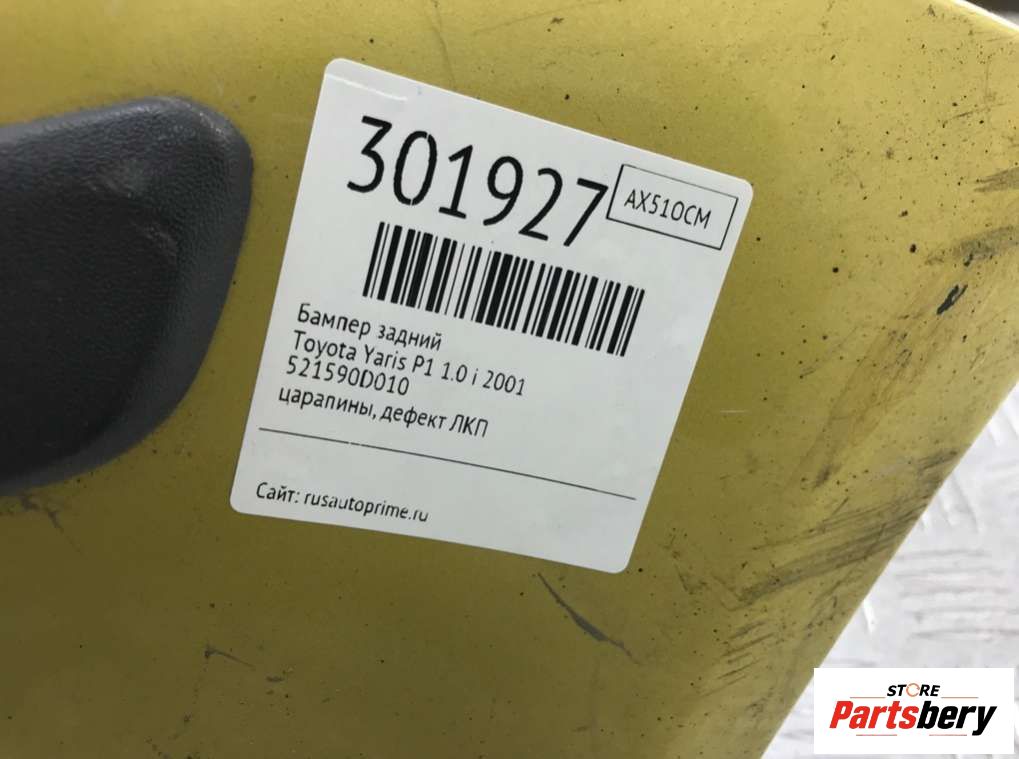 301927
AX510CM
Бампер задний
Toyota Yaris P1 1.0 i 2001
521590D010
царапины, дефект ЛКП
Сайт: rusautoprime.ru
STORE
Partsbery